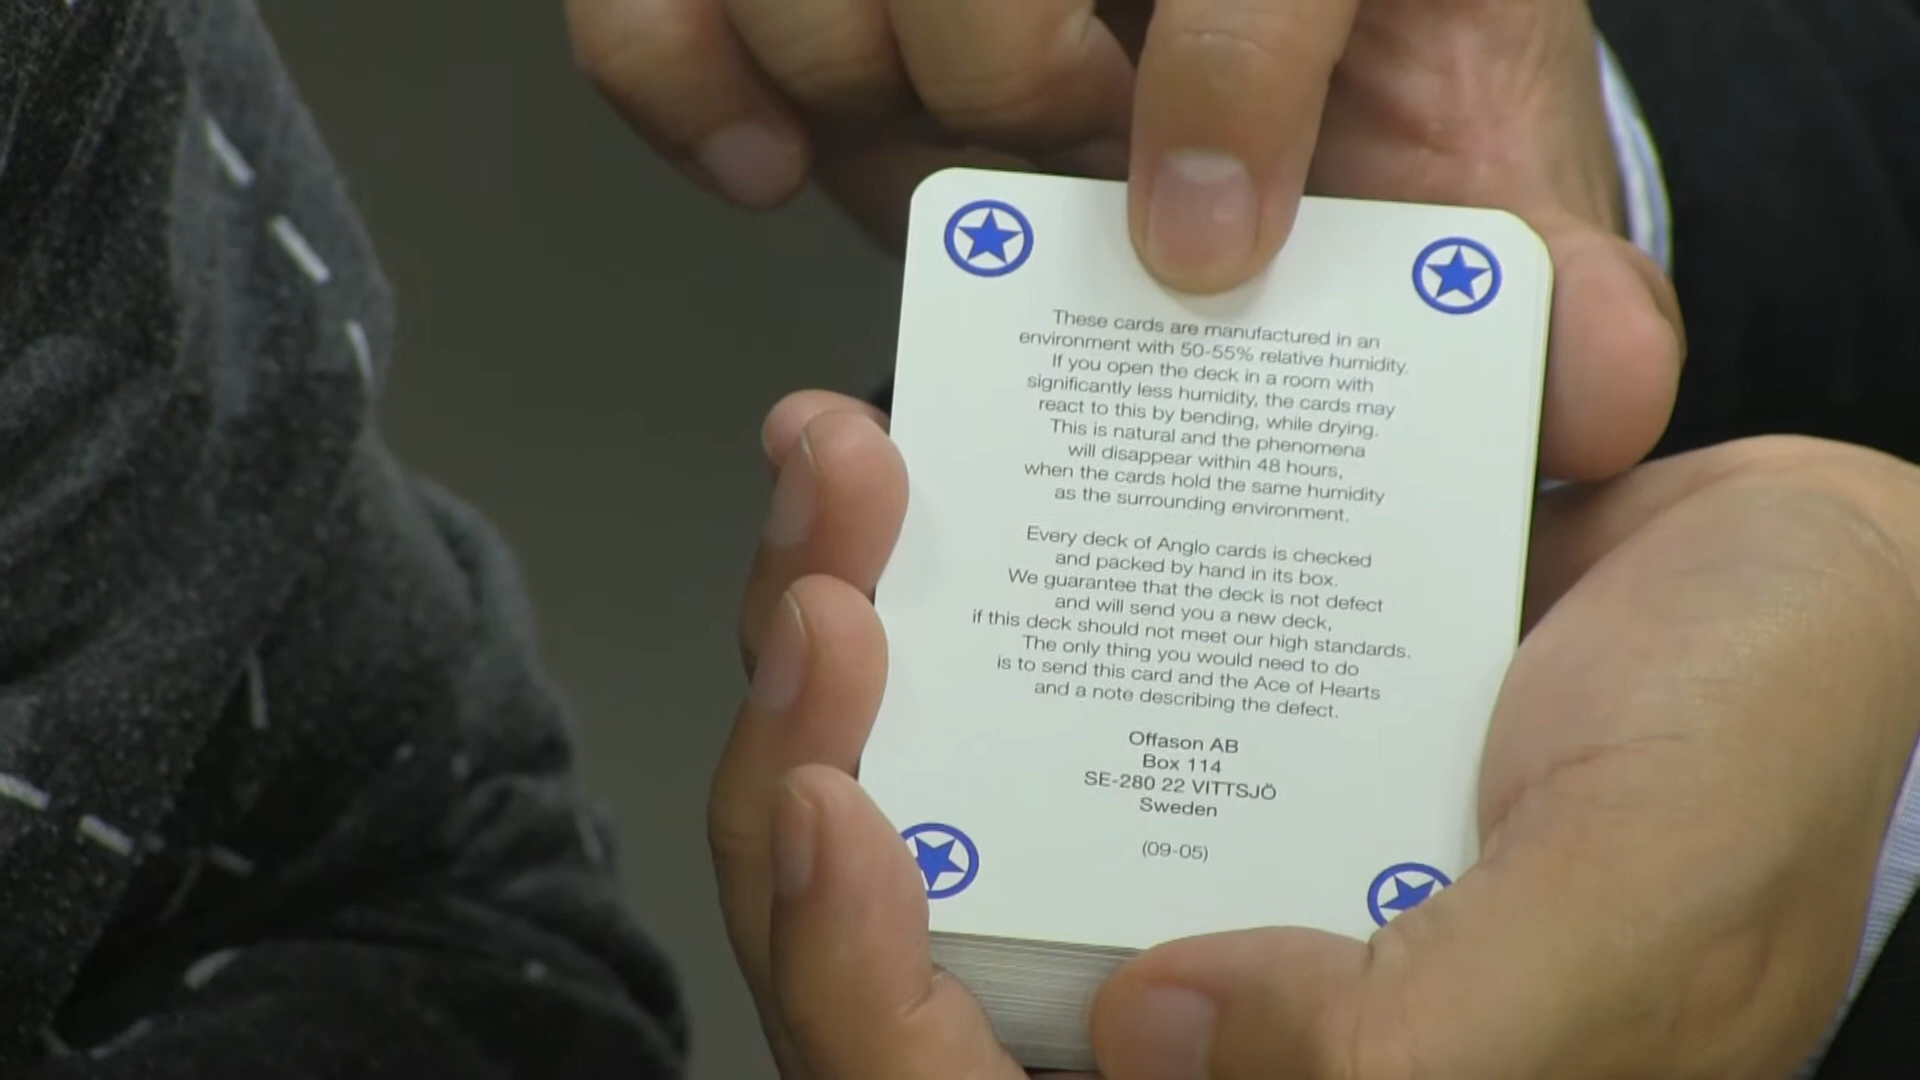 These cards are manufactured in an
environment with 50-55% relative humidity.
If you open the deck in a room with
significantly less humidity, the cards may
react to this by bending, while drying.
This is natural and the phenomena
will disappear within 48 hours,
when the cards hold the same humidity
as the surrounding environment.
Every deck of Anglo cards is checked
and packed by hand in its box.
We guarantee that the deck is not defect
and will send you a new deck,
if this deck should not meet our high standards.
The only thing you would need to do
is to send this card and the Ace of Hearts
and a note describing the defect.
Offason AB
Box 114
SE-280 22 VITTSJÖ
Sweden
(09-05)